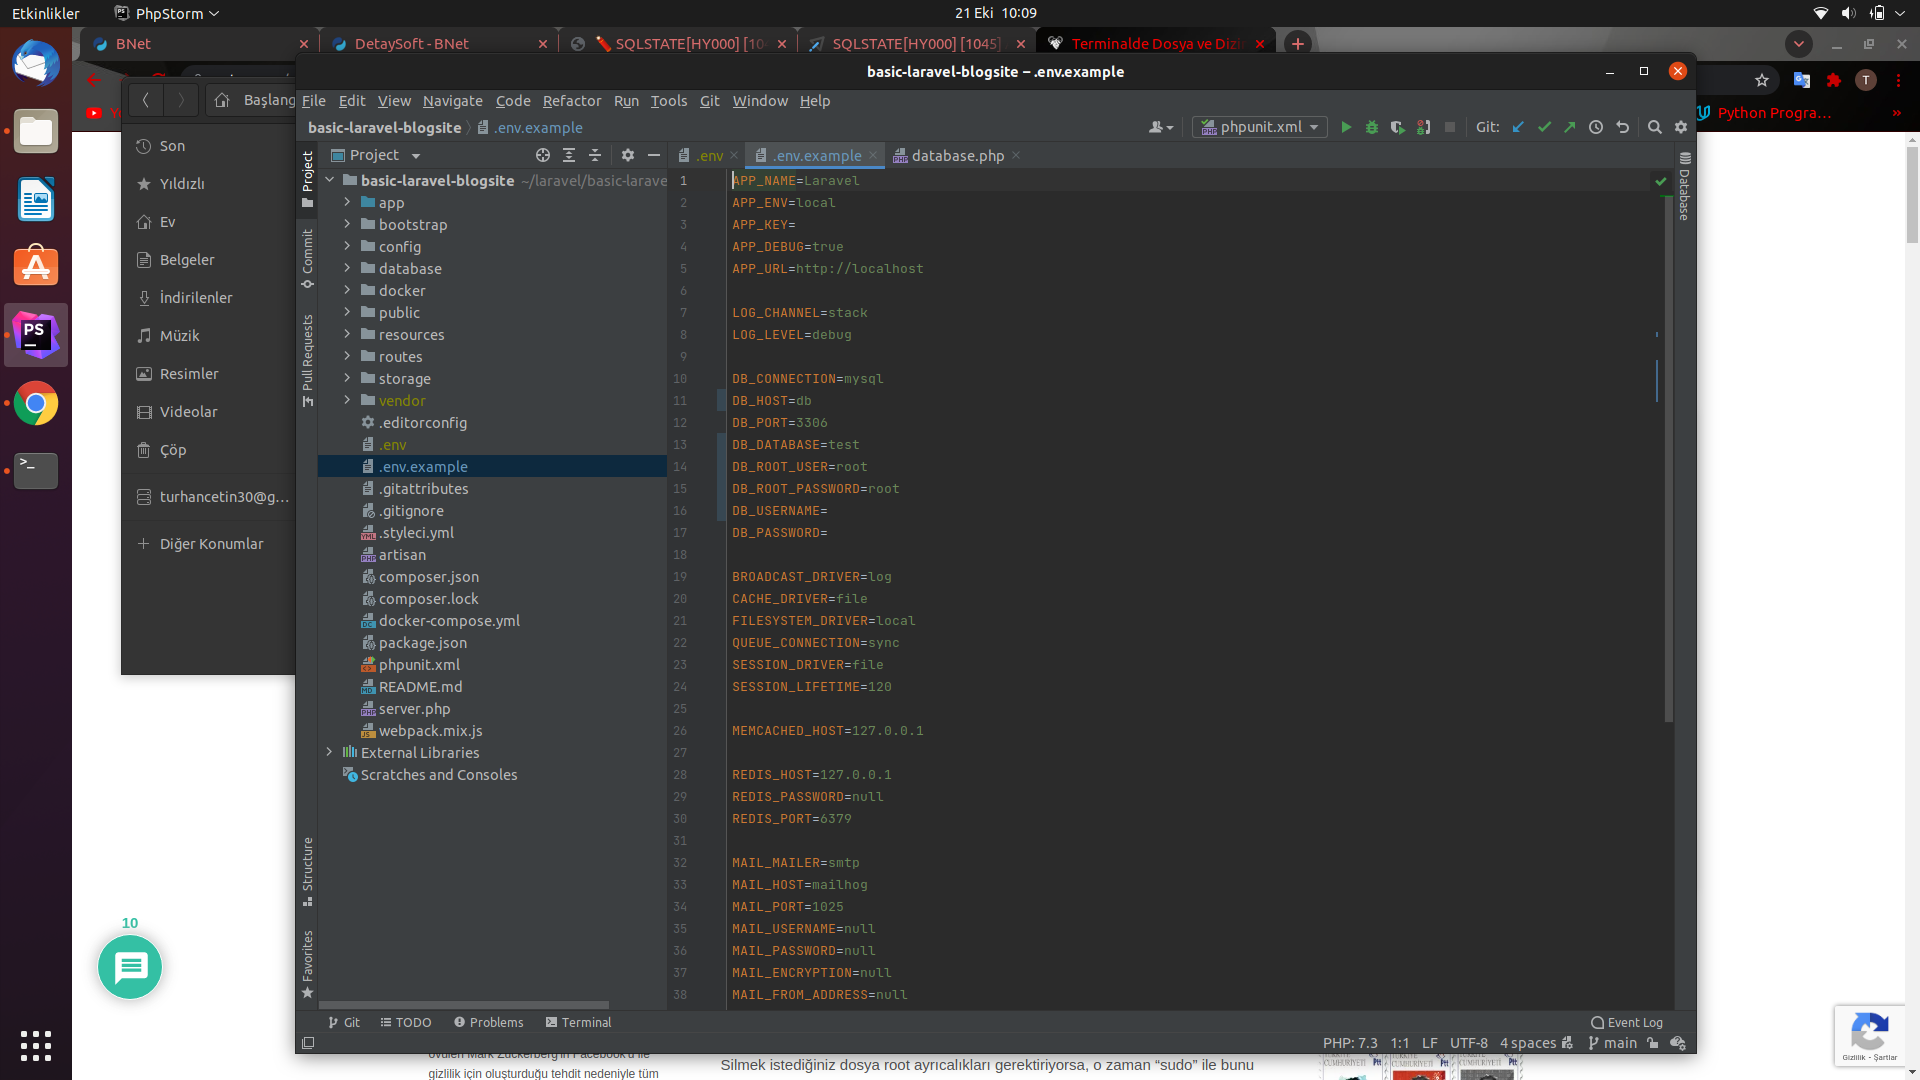 Etkinlikler
PhpStorm
21 Eki 10:09
BNet
DetaySoft - BNet
SQLSTATE[HY000] [10
SQLSTATE[HY000] [1045]
Terminalde Dosya ve Dizi
T
Python Progra…
»
Başlang
Son
Yıldızlı
Ev
Belgeler
İndirilenler
Müzik
Resimler
Videolar
Çöp
turhancetin30@g…
Diğer Konumlar
basic-laravel-blogsite – .env.example
File Edit View Navigate Code Refactor Run Tools Git Window Help
basic-laravel-blogsite .env.example
phpunit.xml
Git:
Project
Commit
Pull Requests
Structure
Favorites
Database
Project
basic-laravel-blogsite ~/laravel/basic-larave
app
bootstrap
config
database
docker
public
resources
routes
storage
vendor
.editorconfig
.env
.env.example
.gitattributes
.gitignore
.styleci.yml
artisan
composer.json
composer.lock
docker-compose.yml
package.json
phpunit.xml
README.md
server.php
webpack.mix.js
External Libraries
Scratches and Consoles
.env
.env.example
database.php
1 APP_NAME=Laravel
2 APP_ENV=local
3 APP_KEY=
4 APP_DEBUG=true
5 APP_URL=http://localhost
6
7 LOG_CHANNEL=stack
8 LOG_LEVEL=debug
9
10 DB_CONNECTION=mysql
11 DB_HOST=db
12 DB_PORT=3306
13 DB_DATABASE=test
14 DB_ROOT_USER=root
15 DB_ROOT_PASSWORD=root
16 DB_USERNAME=
17 DB_PASSWORD=
18
19 BROADCAST_DRIVER=log
20 CACHE_DRIVER=file
21 FILESYSTEM_DRIVER=local
22 QUEUE_CONNECTION=sync
23 SESSION_DRIVER=file
24 SESSION_LIFETIME=120
25
26 MEMCACHED_HOST=127.0.0.1
27
28 REDIS_HOST=127.0.0.1
29 REDIS_PASSWORD=null
30 REDIS_PORT=6379
31
32 MAIL_MAILER=smtp
33 MAIL_HOST=mailhog
34 MAIL_PORT=1025
35 MAIL_USERNAME=null
36 MAIL_PASSWORD=null
37 MAIL_ENCRYPTION=null
38 MAIL_FROM_ADDRESS=null
Git
TODO
Problems
Terminal
Event Log
PHP: 7.3 1:1 LF UTF-8 4 spaces main
10
PS
övülen Mark Zuckerberg'in Facebook'u ile
gizlilik için oluşturduğu tehdit nedeniyle tüm
Silmek istediğiniz dosya root ayrıcalıkları gerektiriyorsa, o zaman “sudo” ile bunu
Gizlilik - Şartlar